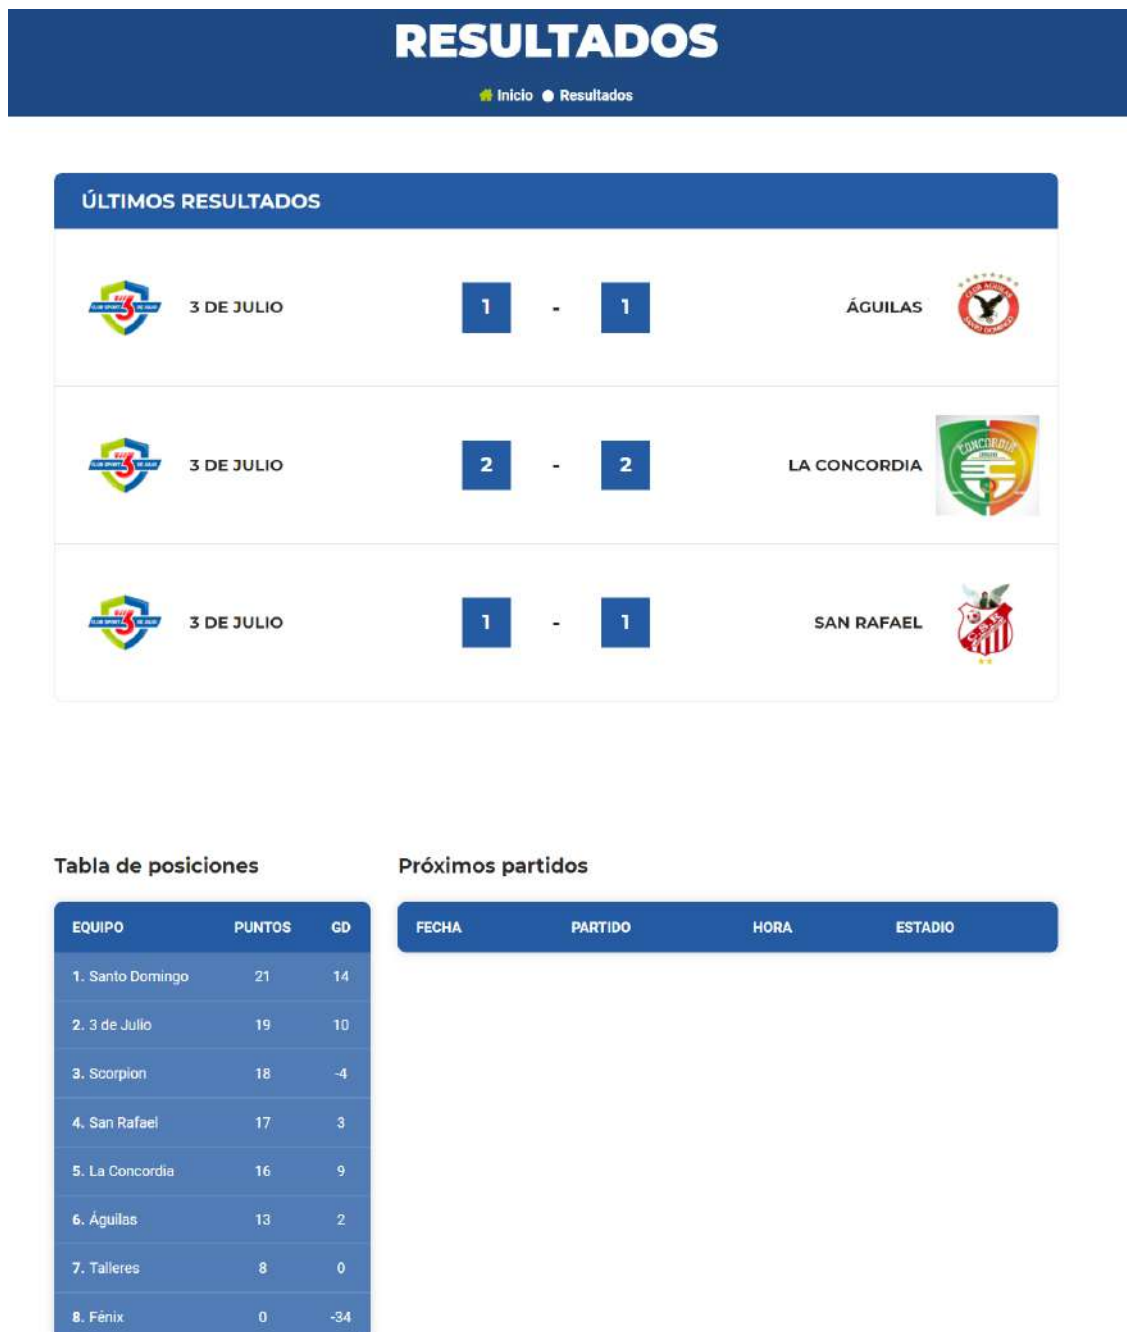 RESULTADOS
Inicio Resultados
ÚLTIMOS RESULTADOS
3 DE JULIO 1 - 1 ÁGUILAS
3 DE JULIO 2 - 2 LA CONCORDIA
3 DE JULIO 1 - 1 SAN RAFAEL
Tabla de posiciones
EQUIPO PUNTOS GD
1. Santo Domingo 21 14
2. 3 de Julio 19 10
3. Scorpion 18 -4
4. San Rafael 17 3
5. La Concordia 16 9
6. Águilas 13 2
7. Talleres 8 0
8. Fénix 0 -34
Próximos partidos
FECHA PARTIDO HORA ESTADIO